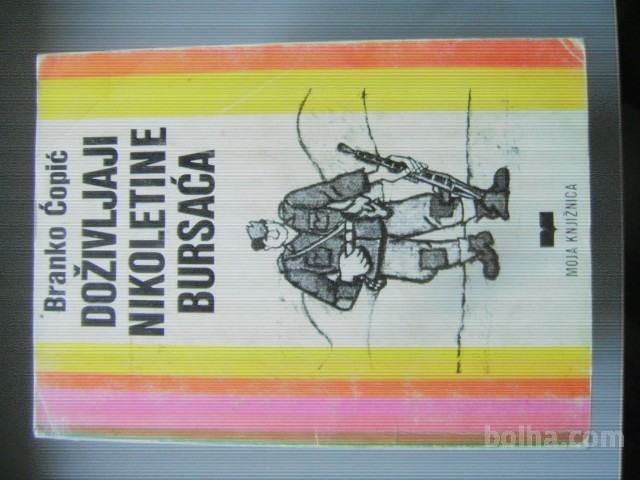 Branko Ćopić
DOŽIVLJAJI
NIKOLETINE
BURSAĆA
MOJA KNJIŽNICA
bolha.com